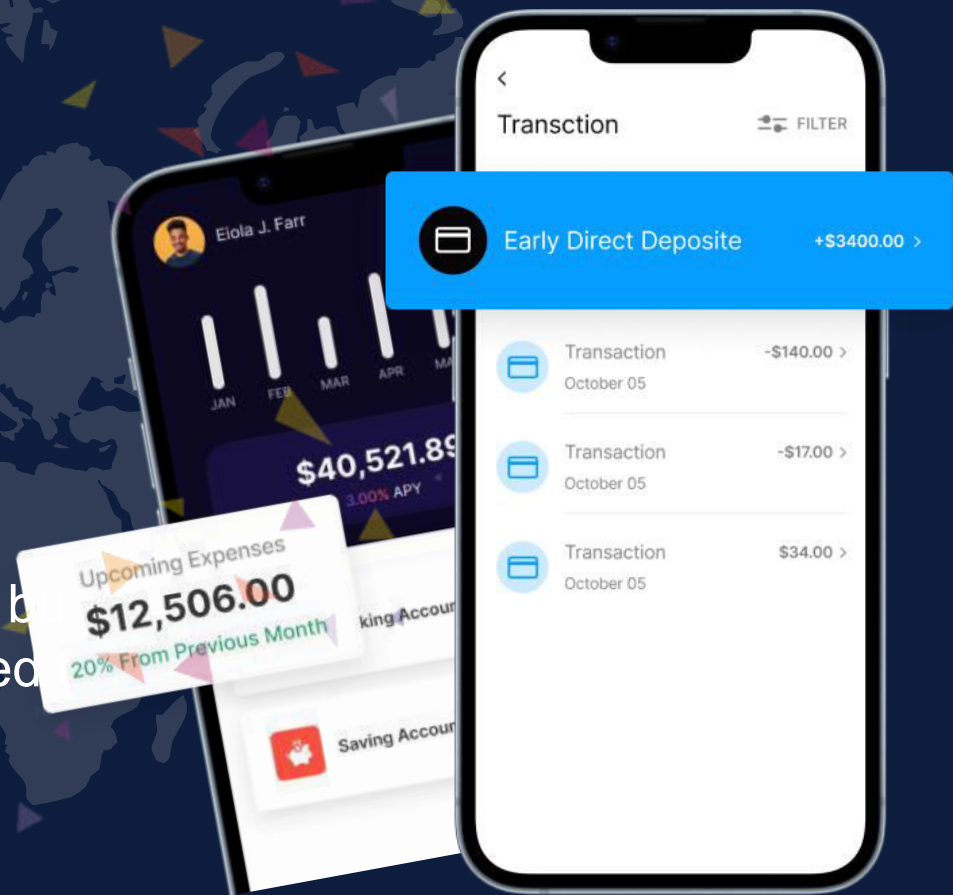 Transction
FILTER
Early Direct Deposite
+$3400.00
Transaction
-$140.00
October 05
Transaction
-$17.00
October 05
Transaction
$34.00
October 05
Eiola J. Farr
JAN FEB MAR APR
$40,521.89
3.00% APY
Upcoming Expenses
$12,506.00
20% From Previous Month
Saving